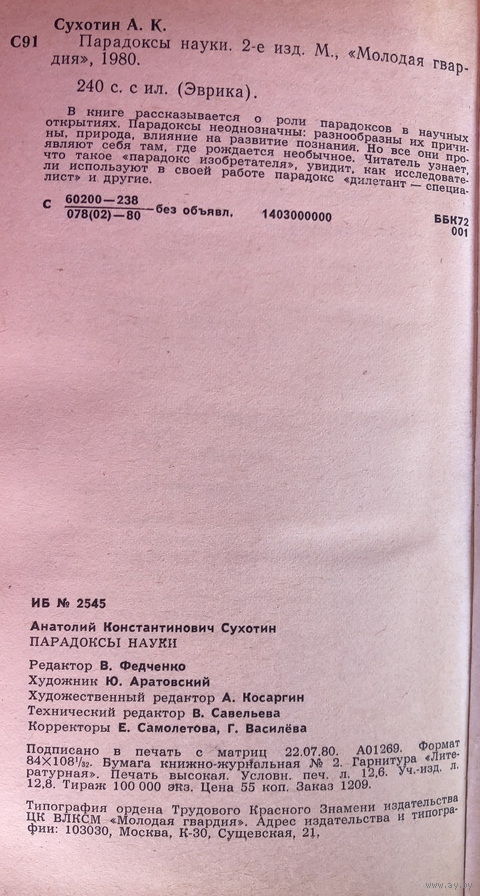 Сухотин А. К.
С91 Парадоксы науки. 2-е изд. М., «Молодая гвар-
дия», 1980.
240 с. с ил. (Эврика).
В книге рассказывается о роли парадоксов в научных
открытиях. Парадоксы неоднозначны: разнообразны их причи-
ны, природа, влияние на развитие познания. Но все они про-
являют себя там, где рождается необычное. Читатель узнает,
что такое «парадокс изобретателя», увидит, как исследовате-
ли используют в своей работе парадокс «дилетант — специа-
лист» и другие.
С 60200—238
078(02)—80 —без объявл. 1403000000 ББК72
001
ИБ № 2545
Анатолий Константинович Сухотин
ПАРАДОКСЫ НАУКИ
Редактор В. Федченко
Художник Ю. Аратовский
Художественный редактор А. Косаргин
Технический редактор В. Савельева
Корректоры Е. Самолетова, Г. Василёва
Подписано в печать с матриц 22.07.80. А01269. Формат
84×108¹/₃₂. Бумага книжно-журнальная № 2. Гарнитура «Лите-
ратурная». Печать высокая. Условн. печ. л. 12,6. Уч.-изд. л.
12,8. Тираж 100 000 экз. Цена 55 коп. Заказ 1209.
Типография ордена Трудового Красного Знамени издательства
ЦК ВЛКСМ «Молодая гвардия». Адрес издательства и типогра-
фии: 103030, Москва, К-30, Сущевская, 21,
www.ay.by